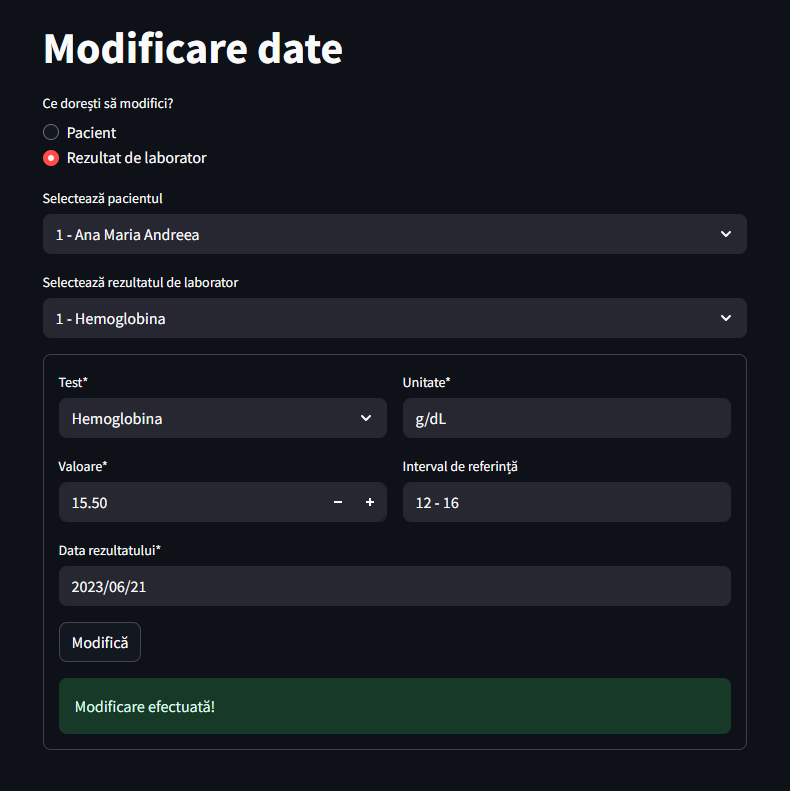 Modificare date
Ce dorești să modifici?
Pacient
Rezultat de laborator
Selectează pacientul
1 - Ana Maria Andreea
Selectează rezultatul de laborator
1 - Hemoglobina
Test* Unitate*
Hemoglobina g/dL
Valoare* Interval de referință
15.50 − + 12 - 16
Data rezultatului*
2023/06/21
Modifică
Modificare efectuată!